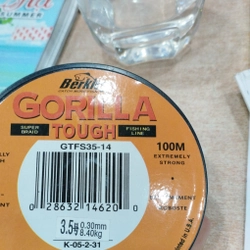 SUMMER
Berkley
GORILLA
SUPER BRAID TOUGH FISHING LINE
GTFS35-14
100M
EXTREMELY
STRONG
0 28632 14620 0
3.5 0.30mm
8.40kg
K-05-2-31